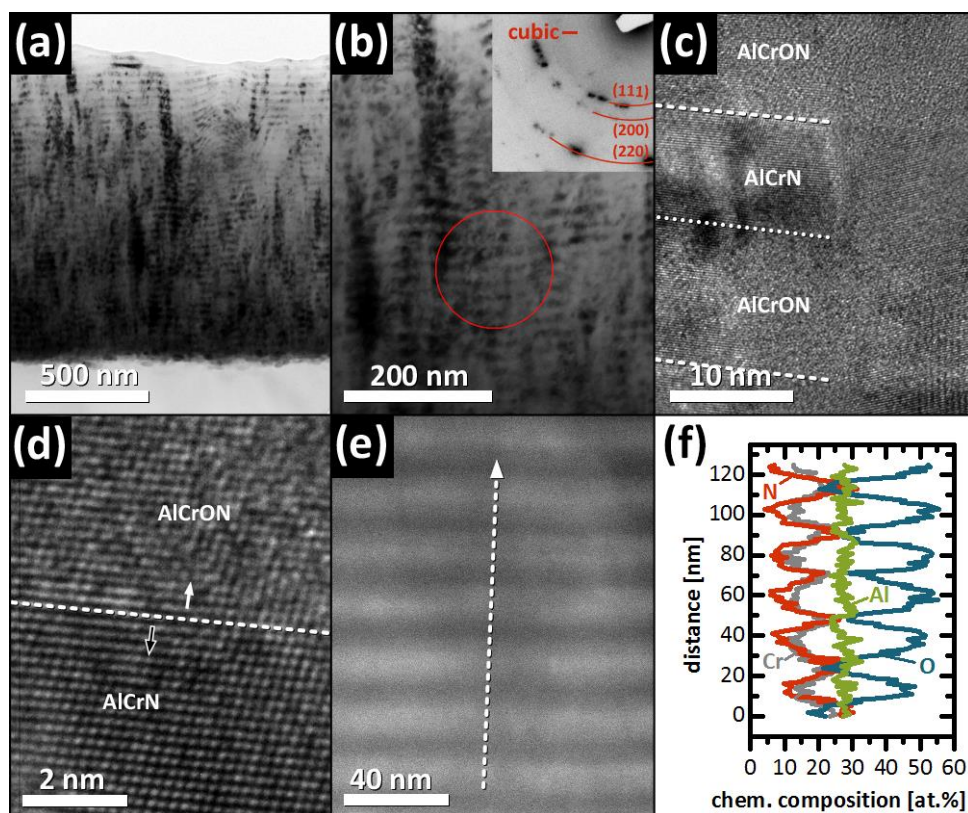 (a)
500 nm
(b)
cubic
(111)
(200)
(220)
200 nm
(c)
AlCrON
AlCrN
AlCrON
10 nm
(d)
AlCrON
AlCrN
2 nm
(e)
40 nm
(f)
distance [nm]
120
100
80
60
40
20
0
N
Al
Cr
O
0 10 20 30 40 50 60
chem. composition [at.%]